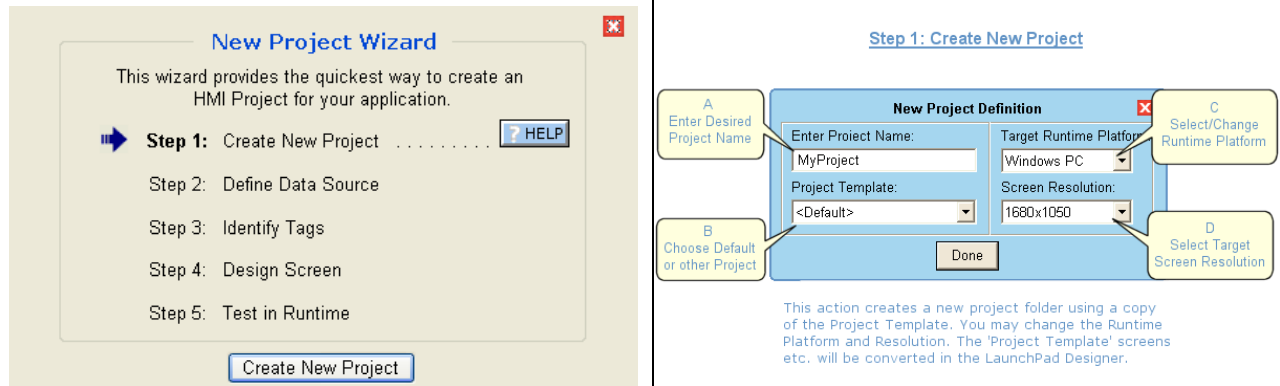 New Project Wizard
This wizard provides the quickest way to create an
HMI Project for your application.
Step 1: Create New Project . . . . . . . . . ? HELP
Step 2: Define Data Source
Step 3: Identify Tags
Step 4: Design Screen
Step 5: Test in Runtime
Create New Project
Step 1: Create New Project
A
Enter Desired
Project Name
New Project Definition
C
Select/Change
Runtime Platform
Enter Project Name:
MyProject
Target Runtime Platform
Windows PC
Project Template:
<Default>
Screen Resolution:
1680x1050
B
Choose Default
or other Project
Done
D
Select Target
Screen Resolution
This action creates a new project folder using a copy
of the Project Template. You may change the Runtime
Platform and Resolution. The 'Project Template' screens
etc. will be converted in the LaunchPad Designer.